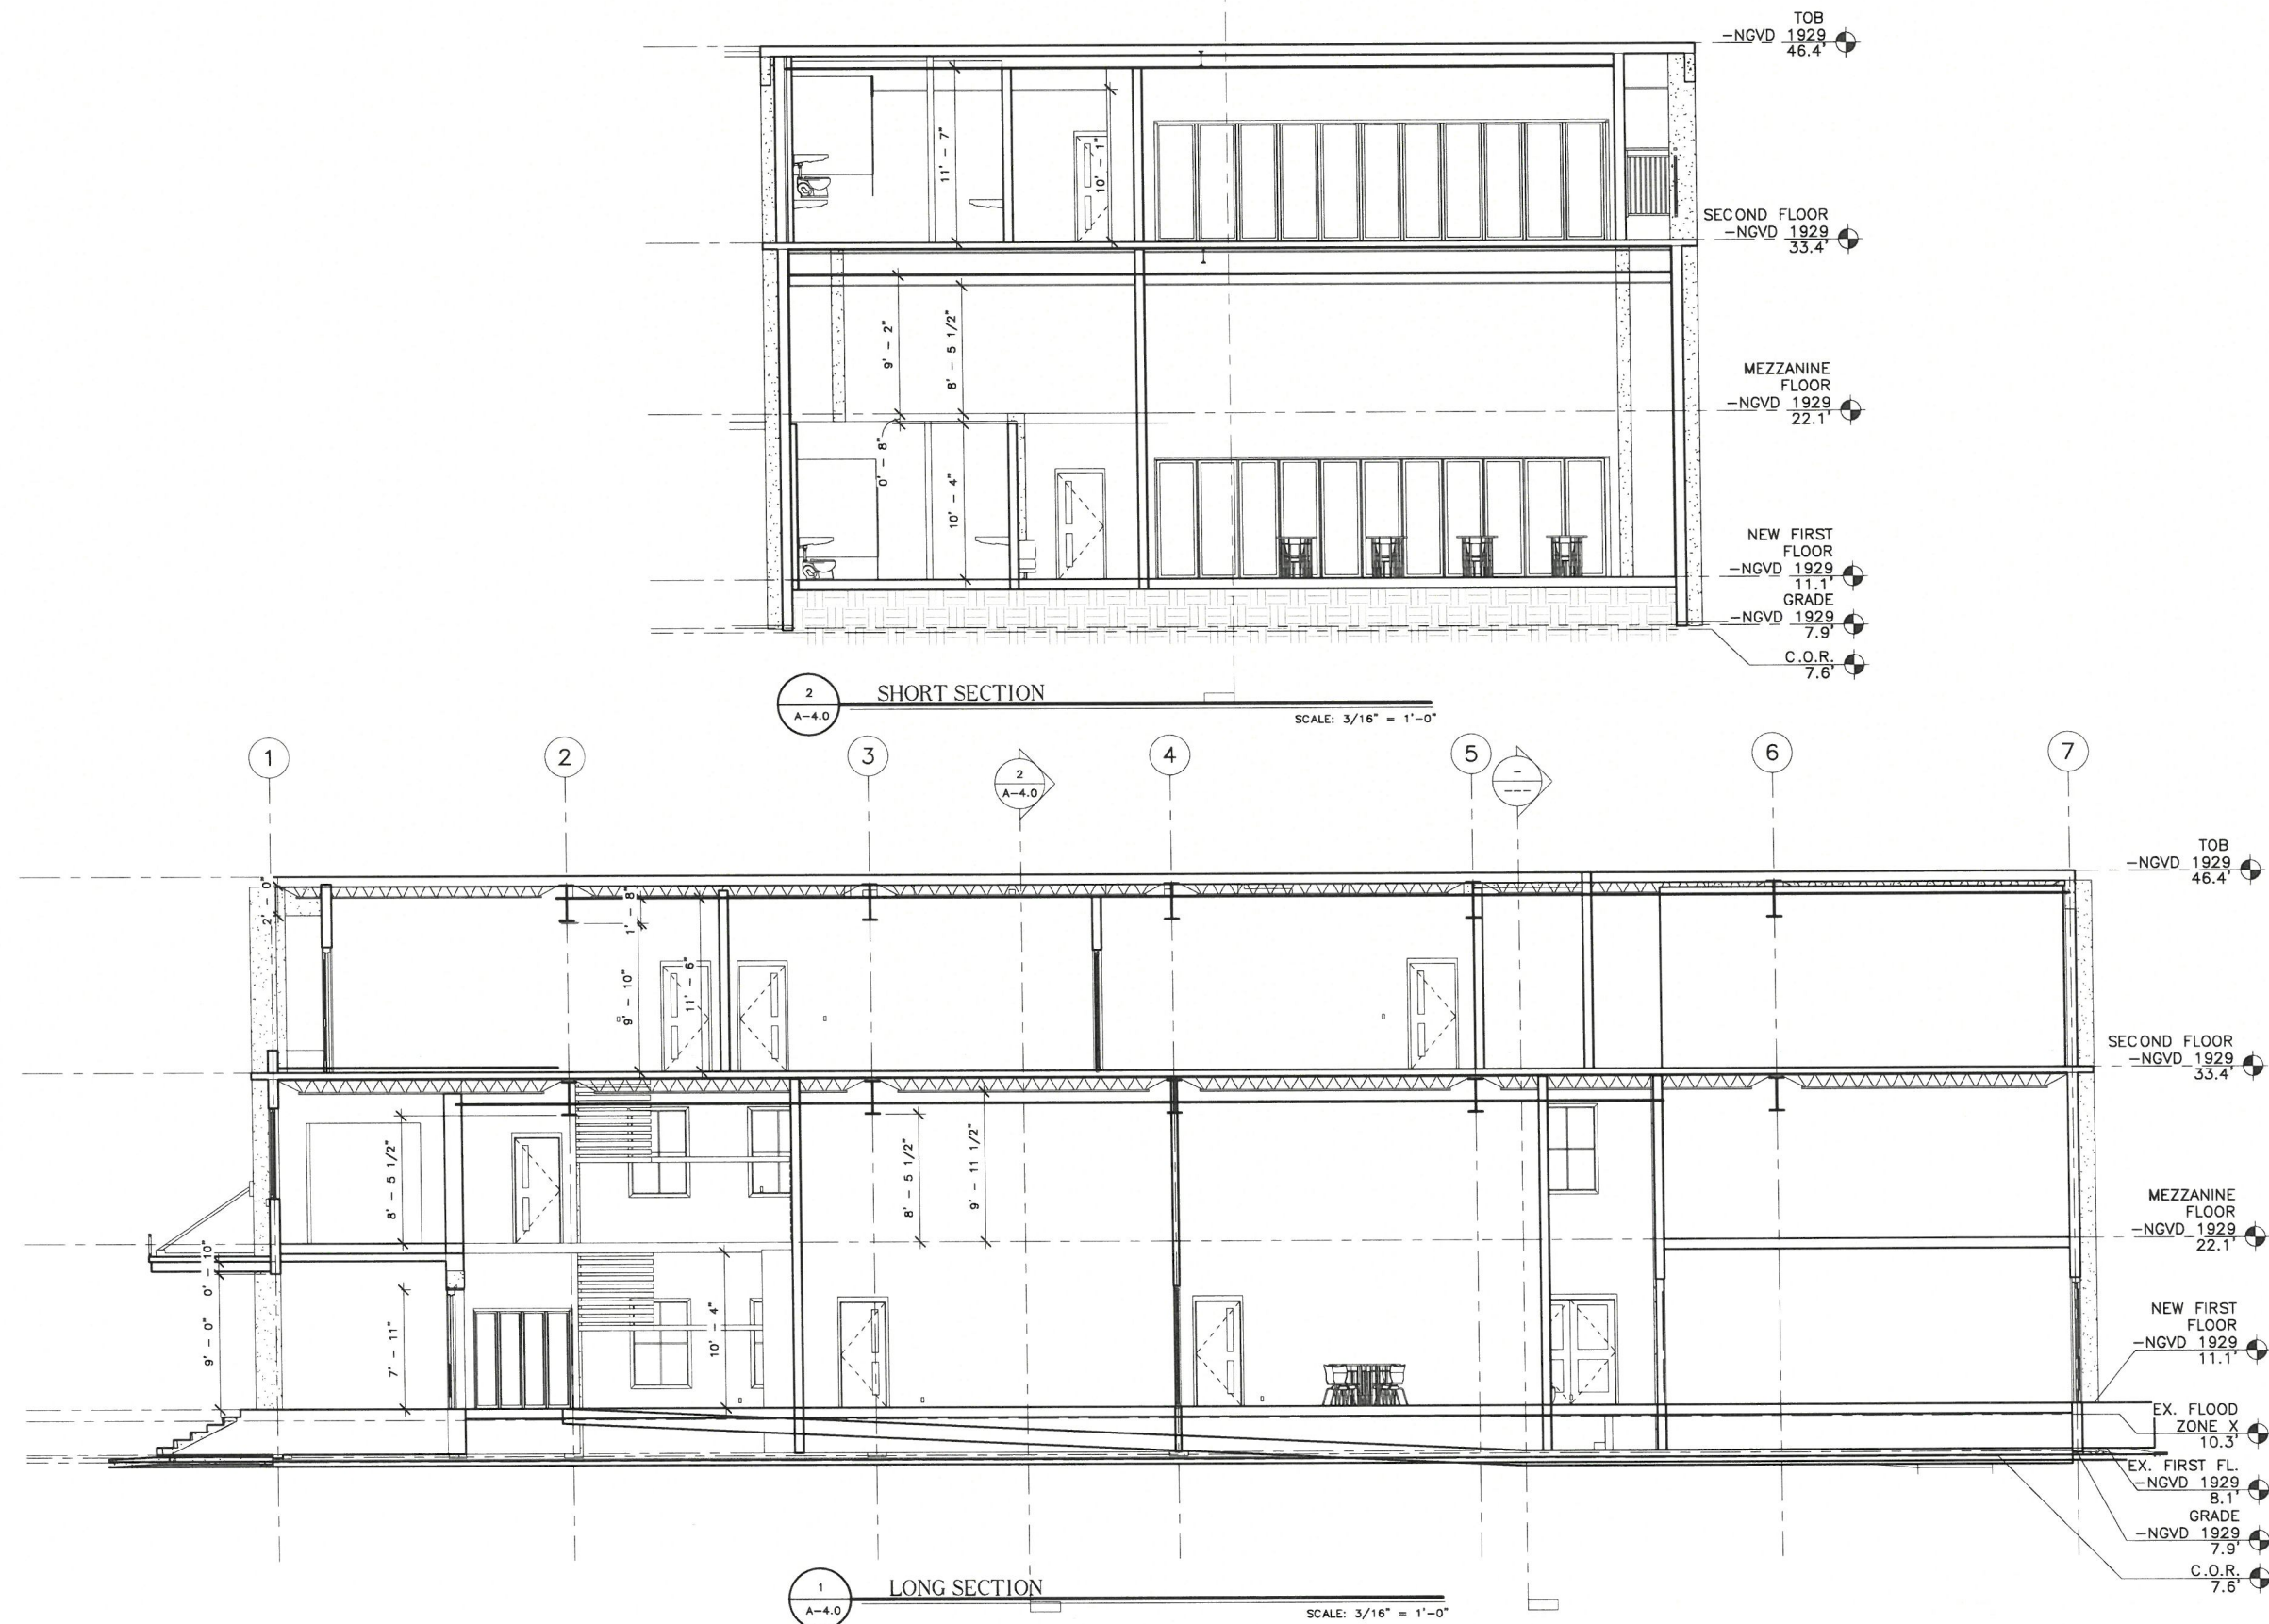 TOB
-NGVD 1929
46.4'
11' - 7"
10' - 1"
SECOND FLOOR
-NGVD 1929
33.4'
9' - 2"
8' - 5 1/2"
MEZZANINE
FLOOR
-NGVD 1929
22.1'
0' - 8"
10' - 4"
NEW FIRST
FLOOR
-NGVD 1929
11.1'
GRADE
-NGVD 1929
7.9'
C.O.R.
7.6'
2
A-4.0
SHORT SECTION
SCALE: 3/16" = 1'-0"
1
2
3
2
A-4.0
4
5
-
---
6
7
TOB
-NGVD 1929
46.4'
2' - 0"
1' - 8"
9' - 10"
11' - 6"
SECOND FLOOR
-NGVD 1929
33.4'
8' - 5 1/2"
8' - 5 1/2"
9' - 11 1/2"
MEZZANINE
FLOOR
-NGVD 1929
22.1'
0' - 10"
9' - 0"
7' - 11"
10' - 4"
NEW FIRST
FLOOR
-NGVD 1929
11.1'
EX. FLOOD
ZONE X
10.3'
EX. FIRST FL.
-NGVD 1929
8.1'
GRADE
-NGVD 1929
7.9'
C.O.R.
7.6'
1
A-4.0
LONG SECTION
SCALE: 3/16" = 1'-0"